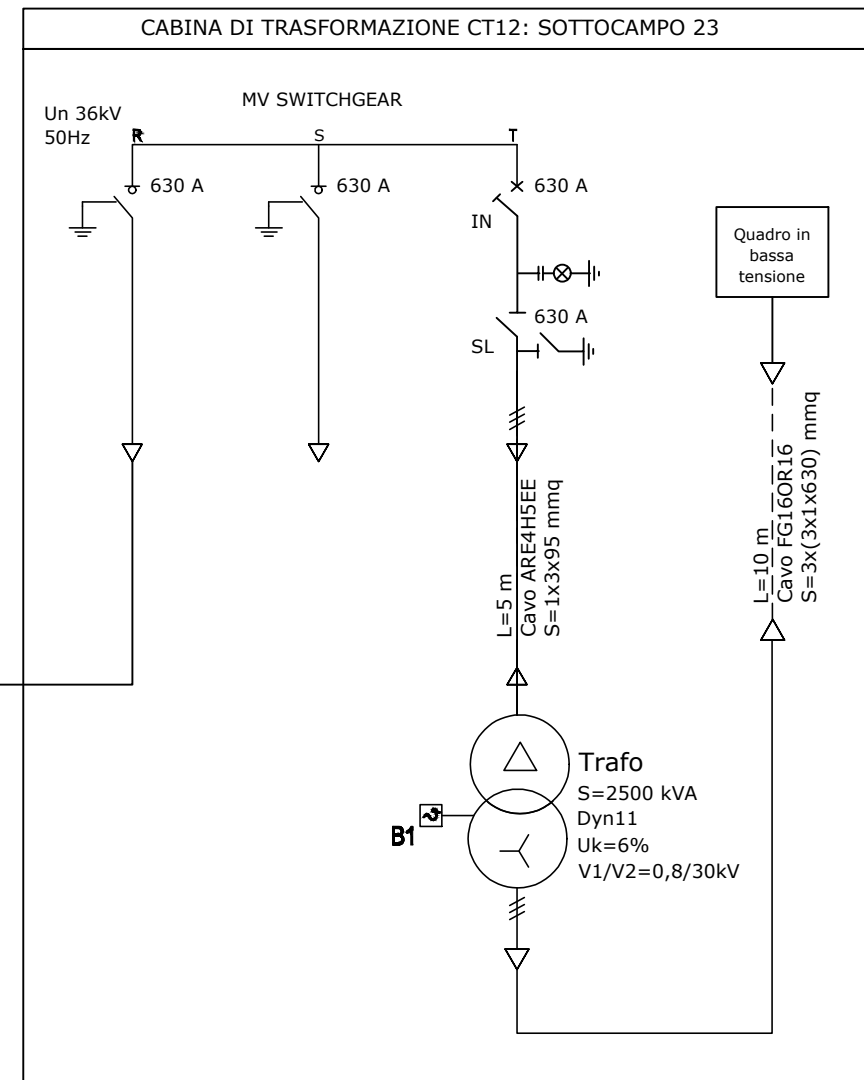 CABINA DI TRASFORMAZIONE CT12: SOTTOCAMPO 23
MV SWITCHGEAR
Un 36kV
50Hz
R
S
T
630 A
630 A
630 A
IN
630 A
SL
Quadro in
bassa
tensione
L=5 m
Cavo ARE4H5EE
S=1x3x95 mmq
L=10 m
Cavo FG16OR16
S=3x(3x1x630) mmq
Trafo
S=2500 kVA
Dyn11
Uk=6%
V1/V2=0,8/30kV
B1